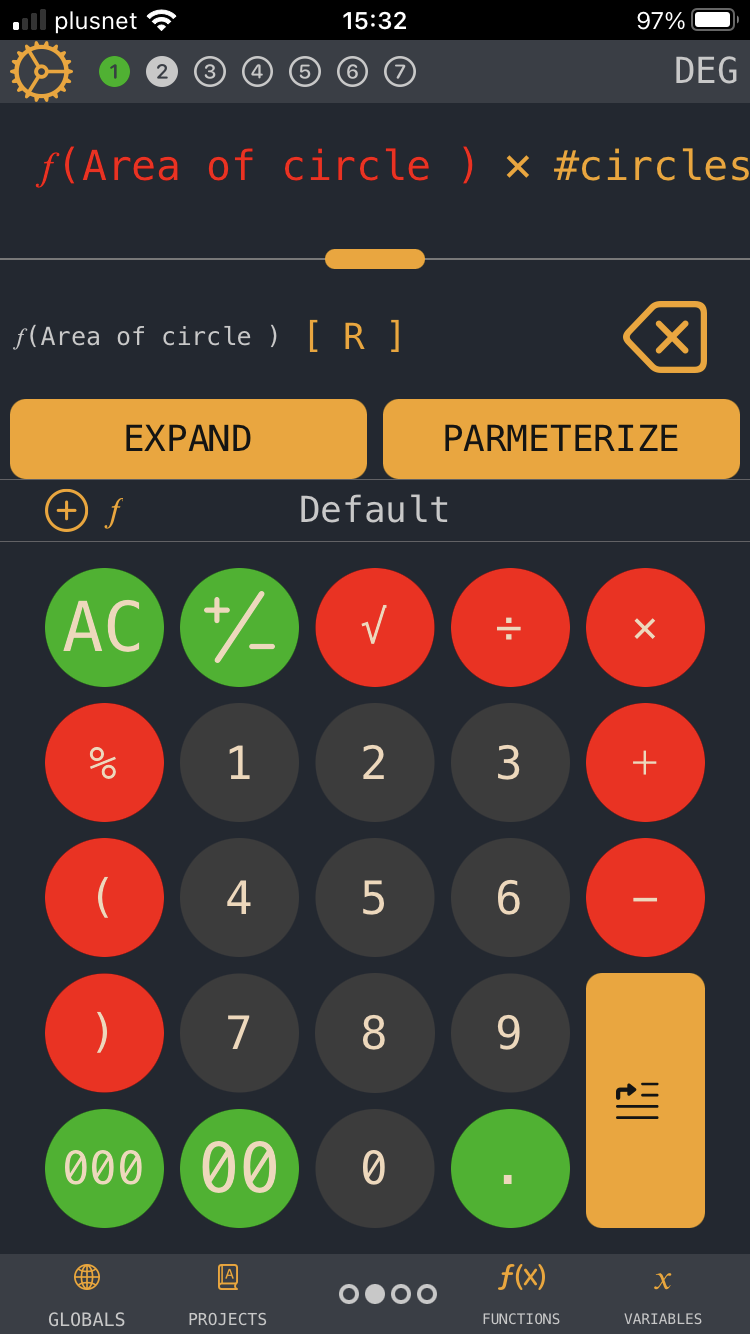 plusnet 15:32 97%
1 2 3 4 5 6 7 DEG
f(Area of circle ) × #circles
f(Area of circle ) [ R ]
EXPAND PARMETERIZE
+ f Default
AC +/− √ ÷ ×
% 1 2 3 +
( 4 5 6 −
) 7 8 9
000 00 0 .
A f(x) x
GLOBALS PROJECTS FUNCTIONS VARIABLES